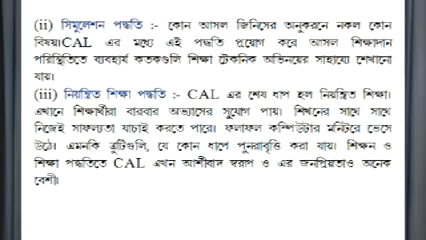 (ii) সিমুলেশন পদ্ধতি :- কোন আসল জিনিসের অনুকরনে নকল কোন
বিষয়।CAL এর মধ্যে এই পদ্ধতি প্রয়োগ করে আসল শিক্ষাদান
পরিস্থিতিতে ব্যবহার্য কতকগুলি শিক্ষা টেকনিক অভিনয়ের সাহায্যে শেখানো
যায়।
(iii) নিয়ন্ত্রিত শিক্ষা পদ্ধতি :- CAL এর শেষ ধাপ হল নিয়ন্ত্রিত শিক্ষা।
এখানে শিক্ষার্থীরা বারবার অভ্যাসের সুযোগ পায়। শিখনের সাথে সাথে
নিজেই সাফল্যতা যাচাই করতে পারে। ফলাফল কম্পিউটার মনিটরে ভেসে
উঠে। এমনকি ত্রুটিগুলি, যে কোন ধাপে পুনরাবৃত্তি করা যায়। শিক্ষন ও
শিক্ষা পদ্ধতিতে CAL এখন আর্শীবাদ স্বরূপ ও এর জনপ্রিয়তাও অনেক
বেশী।